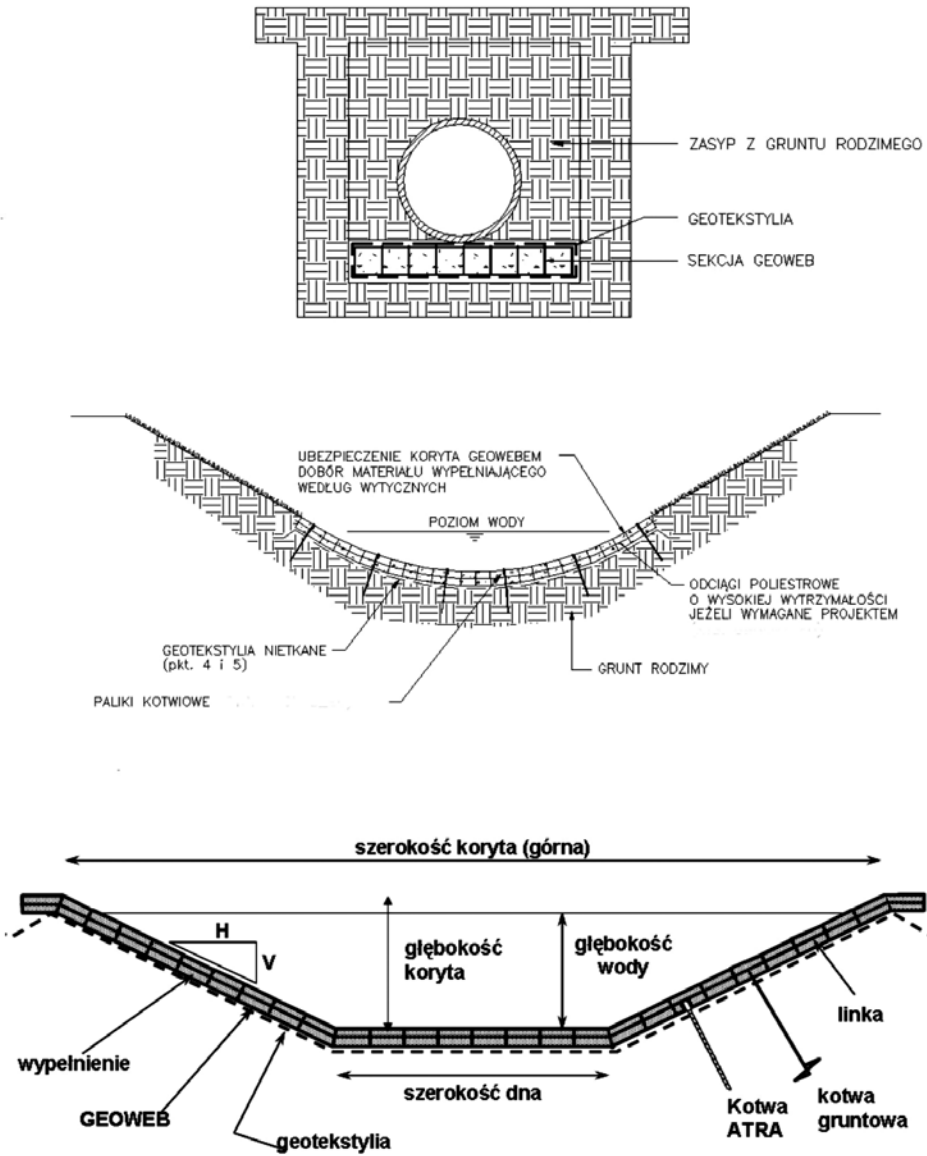 ZASYP Z GRUNTU RODZIMEGO
GEOTEKSTYLIA
SEKCJA GEOWEB
UBEZPIECZENIE KORYTA GEOWEBEM
DOBÓR MATERIAŁU WYPEŁNIAJĄCEGO
WEDŁUG WYTYCZNYCH
POZIOM WODY
ODCIĄGI POLIESTROWE
O WYSOKIEJ WYTRZYMAŁOŚCI
JEŻELI WYMAGANE PROJEKTEM
GEOTEKSTYLIA NIETKANE
(pkt. 4 i 5)
GRUNT RODZIMY
PALIKI KOTWIOWE
szerokość koryta (górna)
H
V
głębokość
koryta
głębokość
wody
linka
wypełnienie
szerokość dna
GEOWEB
geotekstylia
Kotwa
ATRA
kotwa
gruntowa